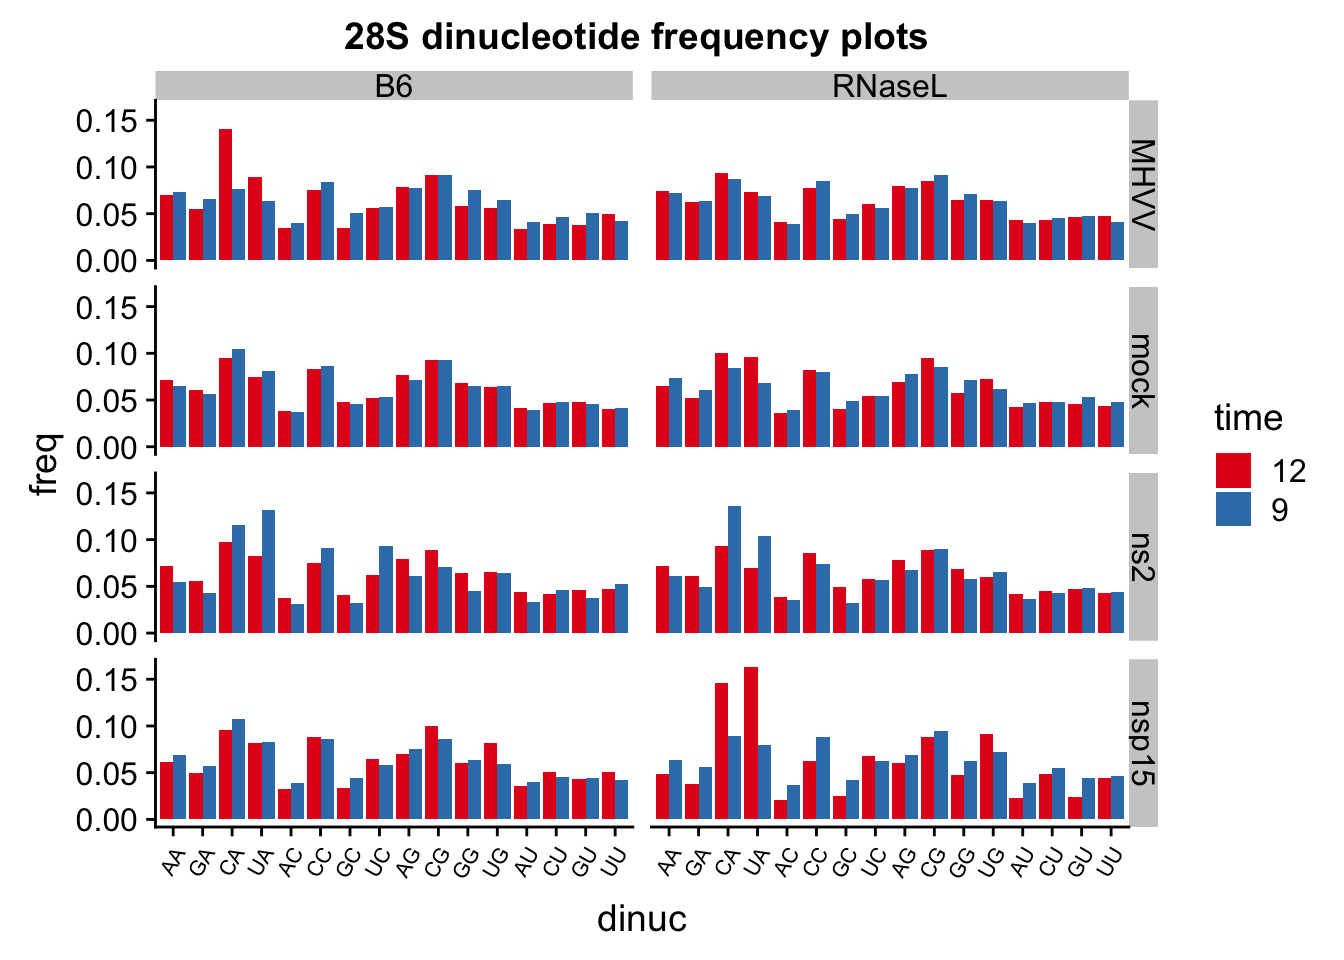 28S dinucleotide frequency plots
B6 RNaseL
0.15
0.10
0.05
0.00
MHVV
0.15
0.10
0.05
0.00
mock
0.15
0.10
0.05
0.00
ns2
0.15
0.10
0.05
0.00
nsp15
freq
AA GA CA UA AC CC GC UC AG CG GG UG AU CU GU UU AA GA CA UA AC CC GC UC AG CG GG UG AU CU GU UU
dinuc
time
12
9